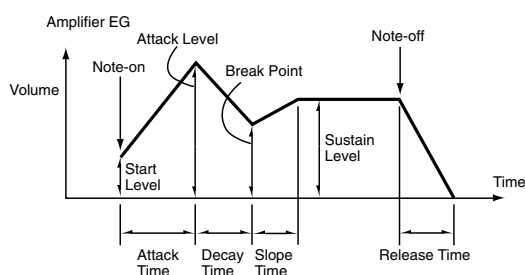 Amplifier EG
Attack Level
Note-off
Note-on
Break Point
Volume
Start
Level
Sustain
Level
Time
Attack
Time
Decay
Time
Slope
Time
Release Time